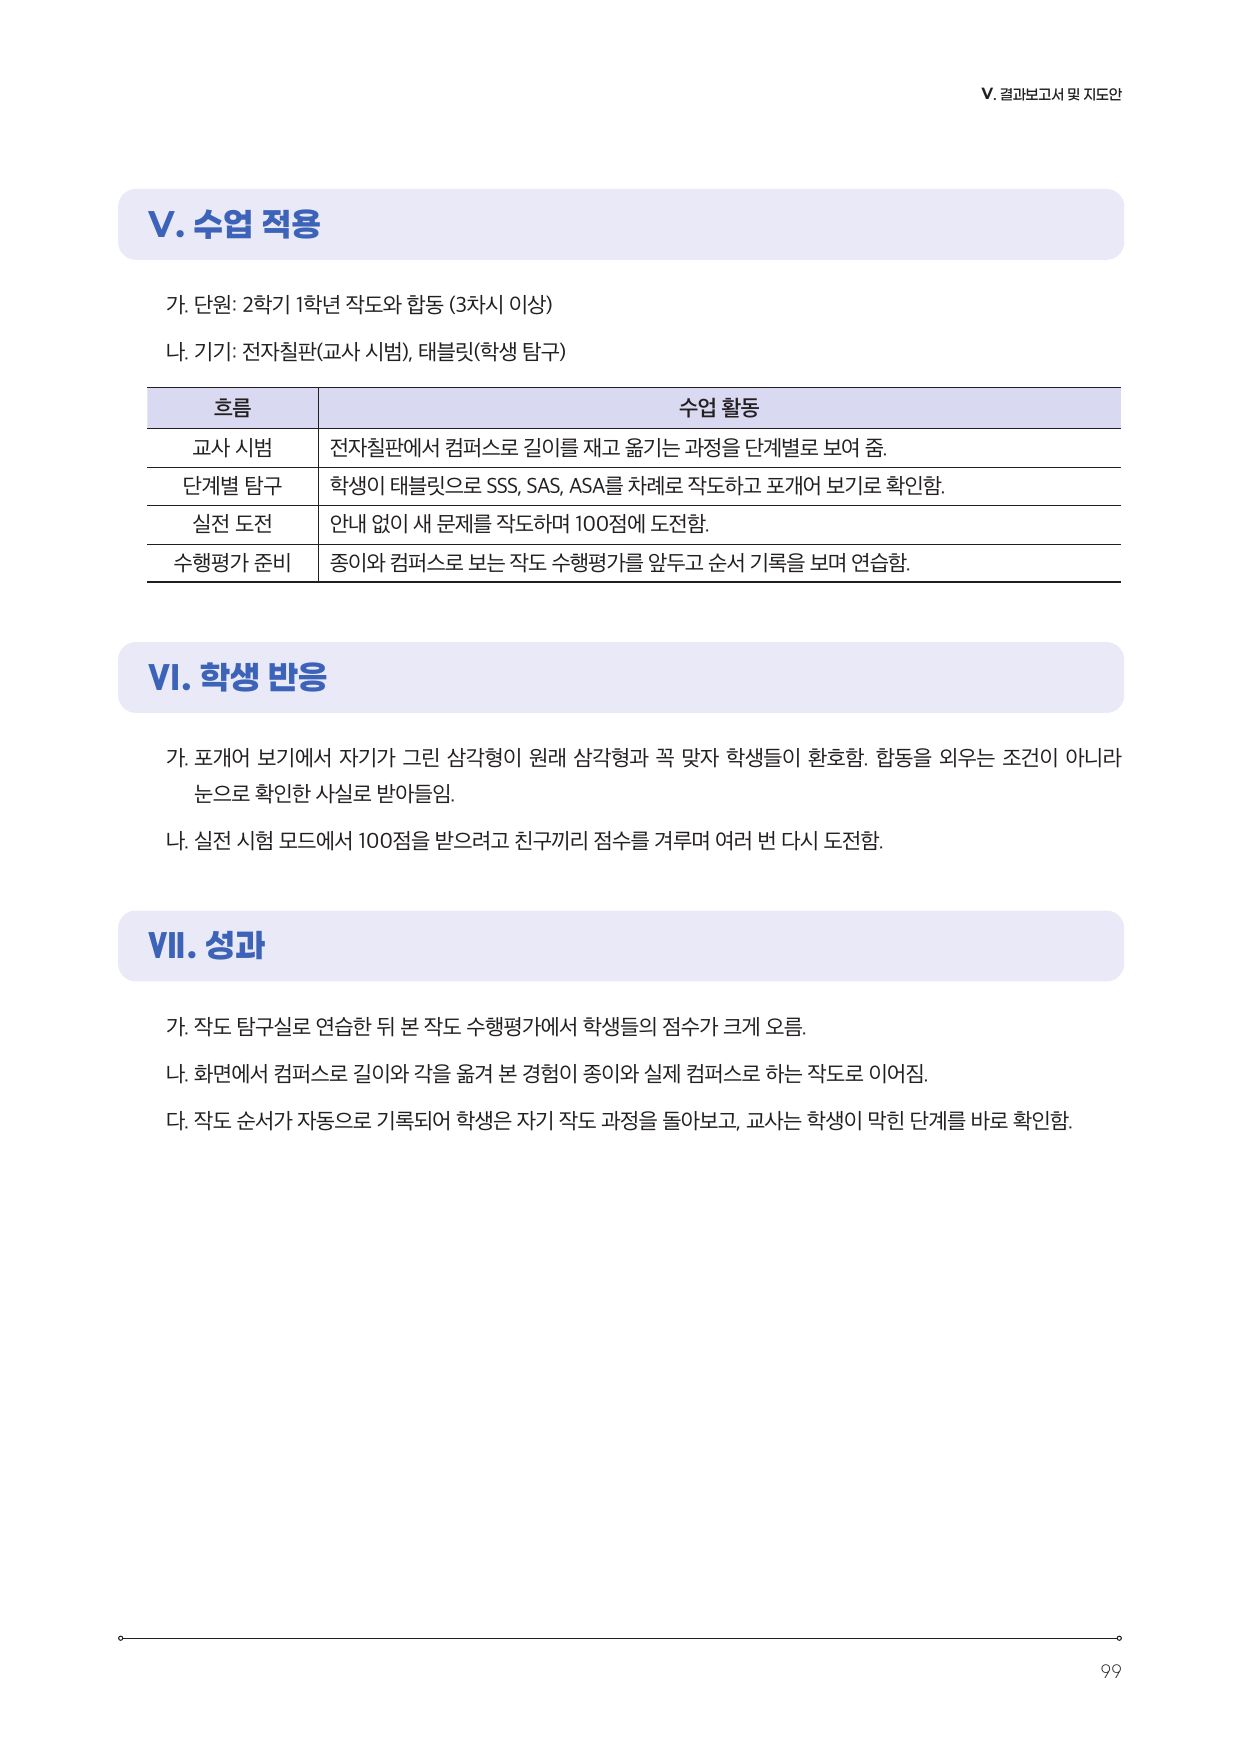 V. 결과보고서 및 지도안
V. 수업 적용
가. 단원: 2학기 1학년 작도와 합동 (3차시 이상)
나. 기기: 전자칠판(교사 시범), 태블릿(학생 탐구)
흐름 수업 활동
교사 시범 전자칠판에서 컴퍼스로 길이를 재고 옮기는 과정을 단계별로 보여 줌.
단계별 탐구 학생이 태블릿으로 SSS, SAS, ASA를 차례로 작도하고 포개어 보기로 확인함.
실전 도전 안내 없이 새 문제를 작도하며 100점에 도전함.
수행평가 준비 종이와 컴퍼스로 보는 작도 수행평가를 앞두고 순서 기록을 보며 연습함.
VI. 학생 반응
가. 포개어 보기에서 자기가 그린 삼각형이 원래 삼각형과 꼭 맞자 학생들이 환호함. 합동을 외우는 조건이 아니라
눈으로 확인한 사실로 받아들임.
나. 실전 시험 모드에서 100점을 받으려고 친구끼리 점수를 겨루며 여러 번 다시 도전함.
VII. 성과
가. 작도 탐구실로 연습한 뒤 본 작도 수행평가에서 학생들의 점수가 크게 오름.
나. 화면에서 컴퍼스로 길이와 각을 옮겨 본 경험이 종이와 실제 컴퍼스로 하는 작도로 이어짐.
다. 작도 순서가 자동으로 기록되어 학생은 자기 작도 과정을 돌아보고, 교사는 학생이 막힌 단계를 바로 확인함.
99